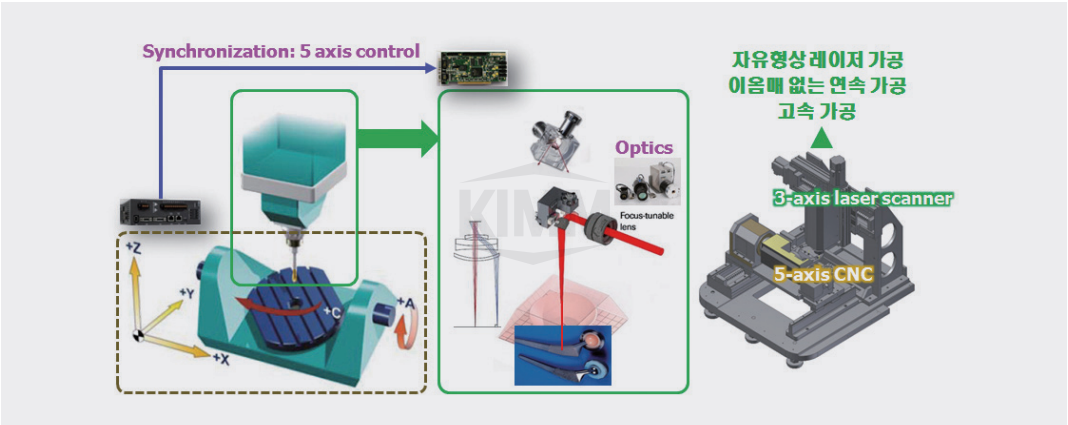 Synchronization: 5 axis control
+Z
+Y
+X
+C
+A
Optics
Focus-tunable
lens
KIMM
자유형상 레이저 가공
이음매 없는 연속 가공
고속 가공
3-axis laser scanner
5-axis CNC